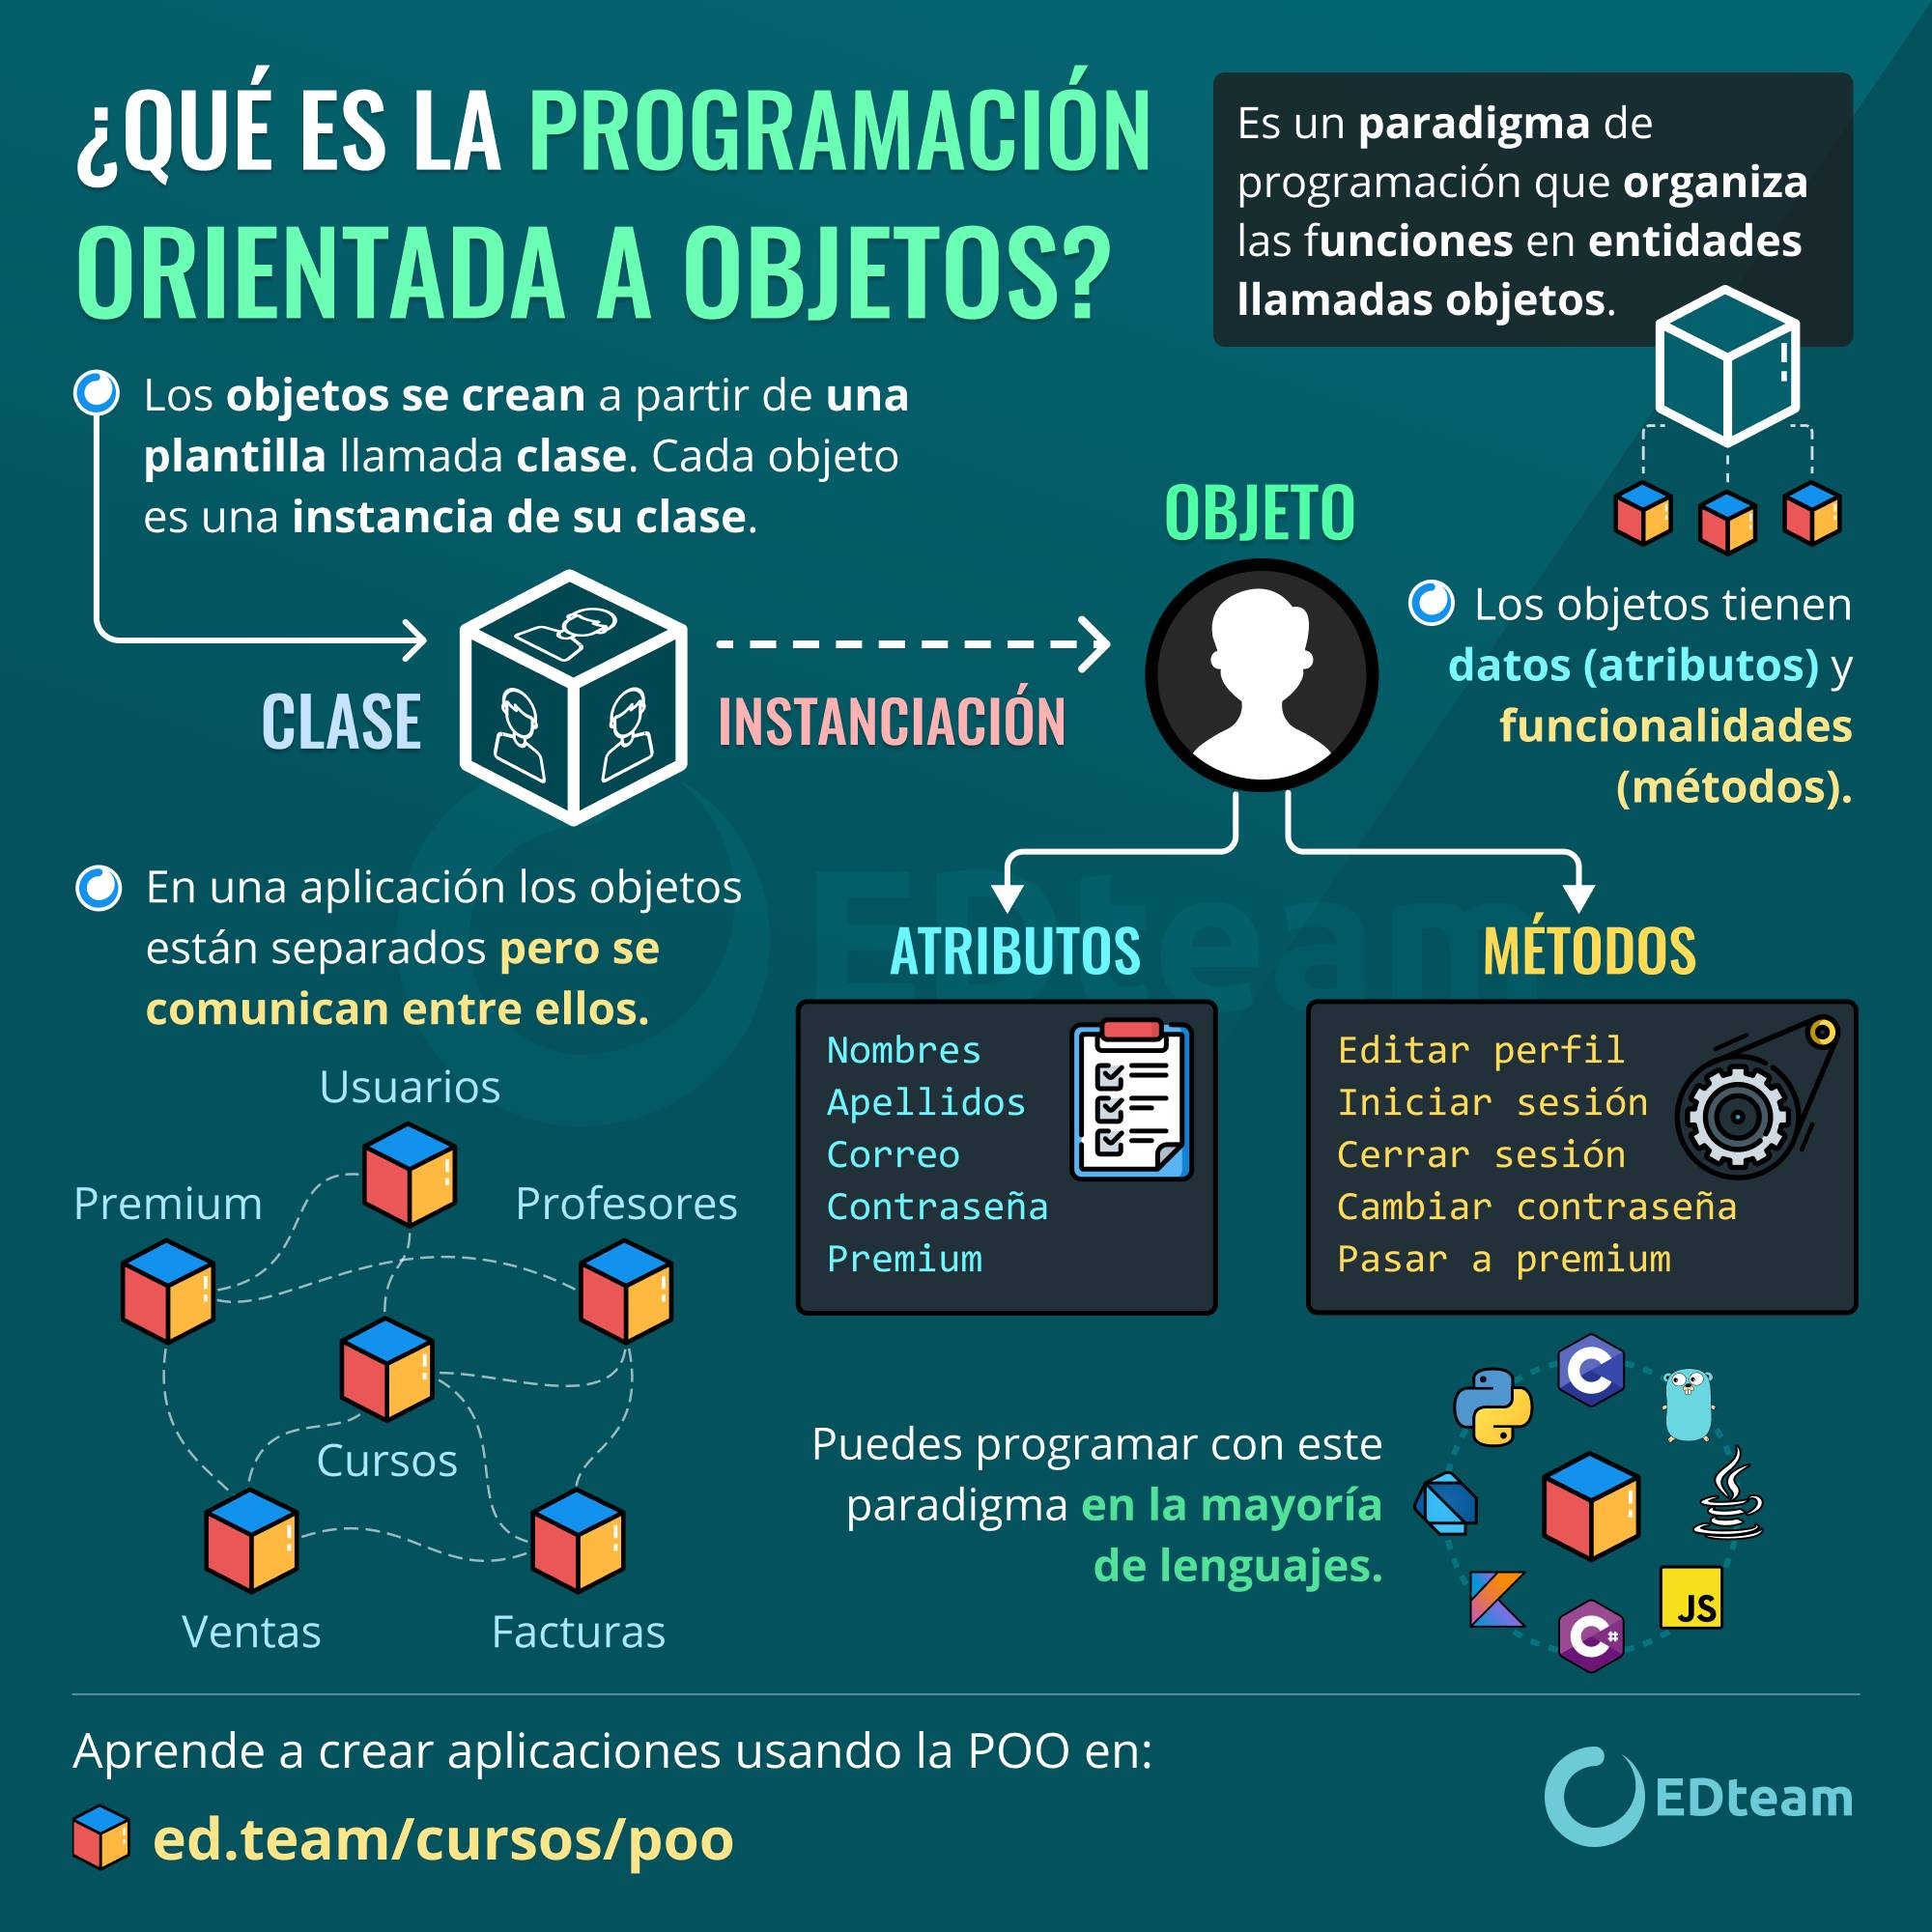 ¿QUÉ ES LA PROGRAMACIÓN
ORIENTADA A OBJETOS?
Es un paradigma de
programación que organiza
las funciones en entidades
llamadas objetos.
Los objetos se crean a partir de una
plantilla llamada clase. Cada objeto
es una instancia de su clase.
CLASE
INSTANCIACIÓN
OBJETO
Los objetos tienen
datos (atributos) y
funcionalidades
(métodos).
En una aplicación los objetos
están separados pero se
comunican entre ellos.
EDteam
ATRIBUTOS
Nombres
Apellidos
Correo
Contraseña
Premium
MÉTODOS
Editar perfil
Iniciar sesión
Cerrar sesión
Cambiar contraseña
Pasar a premium
Usuarios
Premium
Profesores
Cursos
Ventas
Facturas
Puedes programar con este
paradigma en la mayoría
de lenguajes.
C
JS
C#
Aprende a crear aplicaciones usando la POO en:
ed.team/cursos/poo
EDteam